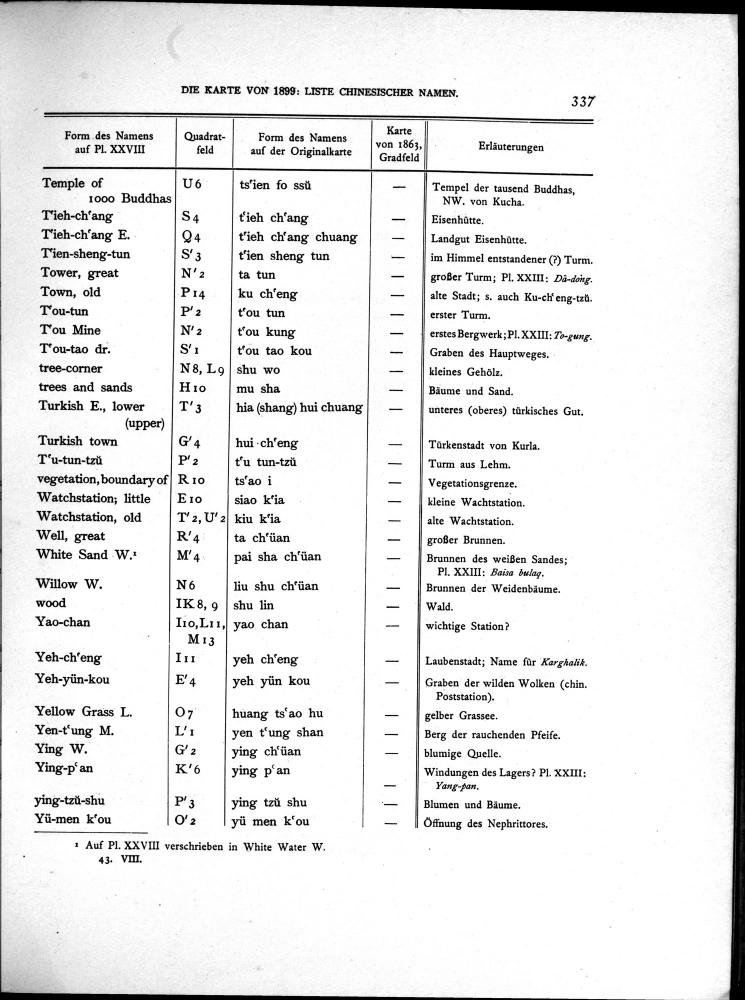 DIE KARTE VON 1899: LISTE CHINESISCHER NAMEN.
337
Form des Namens auf Pl. XXVIII | Quadrat-feld | Form des Namens auf der Originalkarte | Karte von 1863, Gradfeld | Erläuterungen
Temple of 1000 Buddhas | U 6 | ts'ien fo ssŭ | — | Tempel der tausend Buddhas, NW. von Kucha.
T'ieh-ch'ang | S 4 | t'ieh ch'ang | — | Eisenhütte.
T'ieh-ch'ang E. | Q 4 | t'ieh ch'ang chuang | — | Landgut Eisenhütte.
T'ien-sheng-tun | S' 3 | t'ien sheng tun | — | im Himmel entstandener (?) Turm.
Tower, great | N' 2 | ta tun | — | großer Turm; Pl. XXIII: Dā-dong.
Town, old | P 14 | ku ch'eng | — | alte Stadt; s. auch Ku-ch'eng-tzŭ.
T'ou-tun | P' 2 | t'ou tun | — | erster Turm.
T'ou Mine | N' 2 | t'ou kung | — | erstes Bergwerk; Pl. XXIII: To-gung.
T'ou-tao dr. | S' 1 | t'ou tao kou | — | Graben des Hauptweges.
tree-corner | N 8, L 9 | shu wo | — | kleines Gehölz.
trees and sands | H 10 | mu sha | — | Bäume und Sand.
Turkish E., lower (upper) | T' 3 | hia (shang) hui chuang | — | unteres (oberes) türkisches Gut.
Turkish town | G' 4 | hui ch'eng | — | Türkenstadt von Kurla.
T'u-tun-tzŭ | P' 2 | t'u tun-tzŭ | — | Turm aus Lehm.
vegetation, boundary of | R 10 | ts'ao i | — | Vegetationsgrenze.
Watchstation; little | E 10 | siao k'ia | — | kleine Wachtstation.
Watchstation, old | T' 2, U' 2 | kiu k'ia | — | alte Wachtstation.
Well, great | R' 4 | ta ch'üan | — | großer Brunnen.
White Sand W.¹ | M' 4 | pai sha ch'üan | — | Brunnen des weißen Sandes; Pl. XXIII: Baisa bulaq.
Willow W. | N 6 | liu shu ch'üan | — | Brunnen der Weidenbäume.
wood | IK 8, 9 | shu lin | — | Wald.
Yao-chan | I 10, L 11, M 13 | yao chan | — | wichtige Station?
Yeh-ch'eng | I 11 | yeh ch'eng | — | Laubenstadt; Name für Karghalik.
Yeh-yün-kou | E' 4 | yeh yün kou | — | Graben der wilden Wolken (chin. Poststation).
Yellow Grass L. | O 7 | huang ts'ao hu | — | gelber Grassee.
Yen-t'ung M. | L' 1 | yen t'ung shan | — | Berg der rauchenden Pfeife.
Ying W. | G' 2 | ying ch'üan | — | blumige Quelle.
Ying-p'an | K' 6 | ying p'an | — | Windungen des Lagers? Pl. XXIII: Yang-pan.
ying-tzŭ-shu | P' 3 | ying tzŭ shu | — | Blumen und Bäume.
Yü-men k'ou | O' 2 | yü men k'ou | — | Öffnung des Nephrittores.
¹ Auf Pl. XXVIII verschrieben in White Water W.
43. VIII.